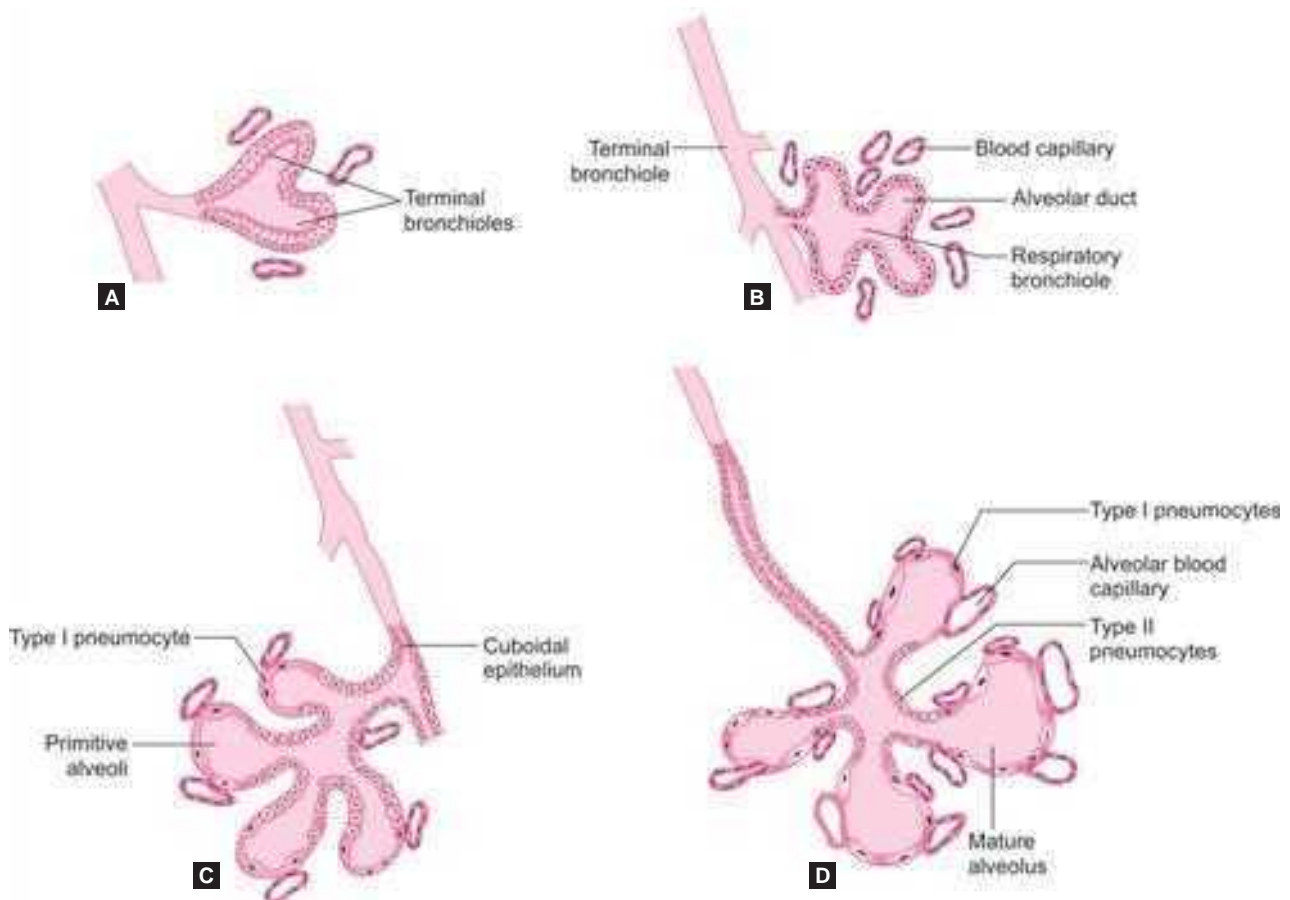 Terminal
bronchioles
A
Terminal
bronchiole
Blood capillary
Alveolar duct
Respiratory
bronchiole
B
Type I pneumocyte
Cuboidal
epithelium
Primitive
alveoli
C
Type I pneumocytes
Alveolar blood
capillary
Type II
pneumocytes
Mature
alveolus
D